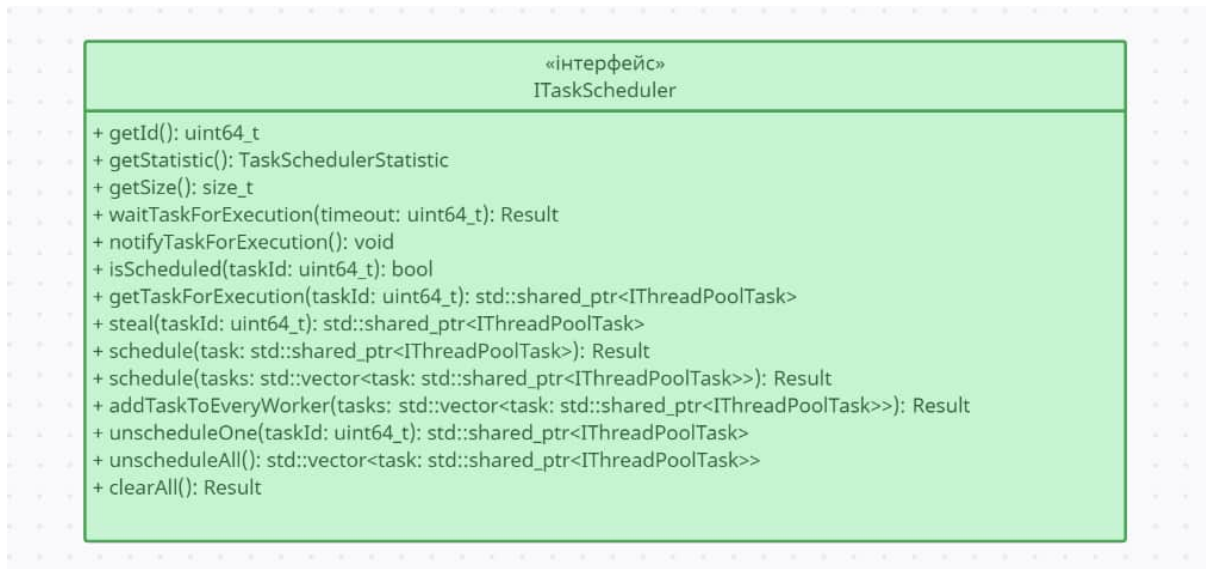 «інтерфейс»
ITaskScheduler
+ getId(): uint64_t
+ getStatistic(): TaskSchedulerStatistic
+ getSize(): size_t
+ waitTaskForExecution(timeout: uint64_t): Result
+ notifyTaskForExecution(): void
+ isScheduled(taskId: uint64_t): bool
+ getTaskForExecution(taskId: uint64_t): std::shared_ptr<IThreadPoolTask>
+ steal(taskId: uint64_t): std::shared_ptr<IThreadPoolTask>
+ schedule(task: std::shared_ptr<IThreadPoolTask>): Result
+ schedule(tasks: std::vector<task: std::shared_ptr<IThreadPoolTask>>): Result
+ addTaskToEveryWorker(tasks: std::vector<task: std::shared_ptr<IThreadPoolTask>>): Result
+ unscheduleOne(taskId: uint64_t): std::shared_ptr<IThreadPoolTask>
+ unscheduleAll(): std::vector<task: std::shared_ptr<IThreadPoolTask>>
+ clearAll(): Result